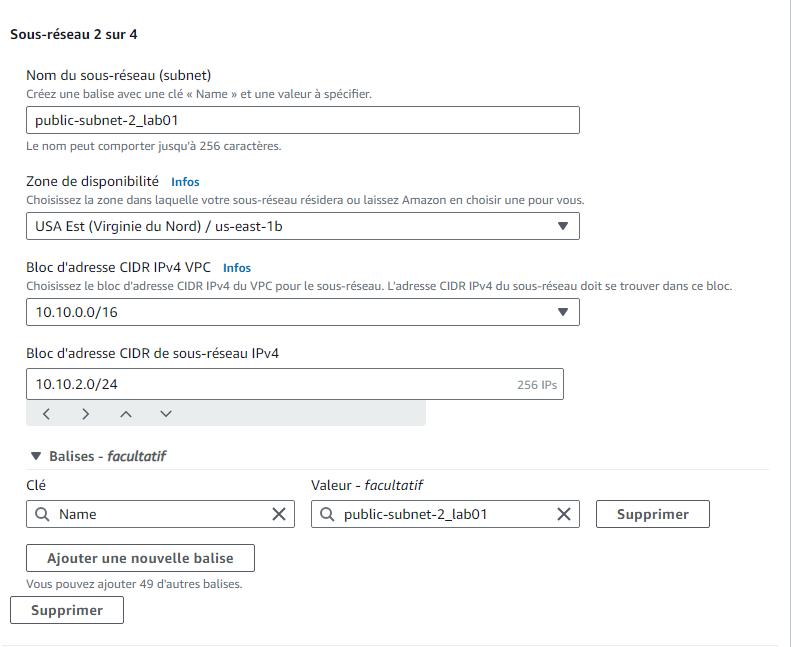 Sous-réseau 2 sur 4
Nom du sous-réseau (subnet)
Créez une balise avec une clé « Name » et une valeur à spécifier.
public-subnet-2_lab01
Le nom peut comporter jusqu'à 256 caractères.
Zone de disponibilité Infos
Choisissez la zone dans laquelle votre sous-réseau résidera ou laissez Amazon en choisir une pour vous.
USA Est (Virginie du Nord) / us-east-1b
Bloc d'adresse CIDR IPv4 VPC Infos
Choisissez le bloc d'adresse CIDR IPv4 du VPC pour le sous-réseau. L'adresse CIDR IPv4 du sous-réseau doit se trouver dans ce bloc.
10.10.0.0/16
Bloc d'adresse CIDR de sous-réseau IPv4
10.10.2.0/24 256 IPs
Balises - facultatif
Clé Valeur - facultatif
Name public-subnet-2_lab01 Supprimer
Ajouter une nouvelle balise
Vous pouvez ajouter 49 d'autres balises.
Supprimer